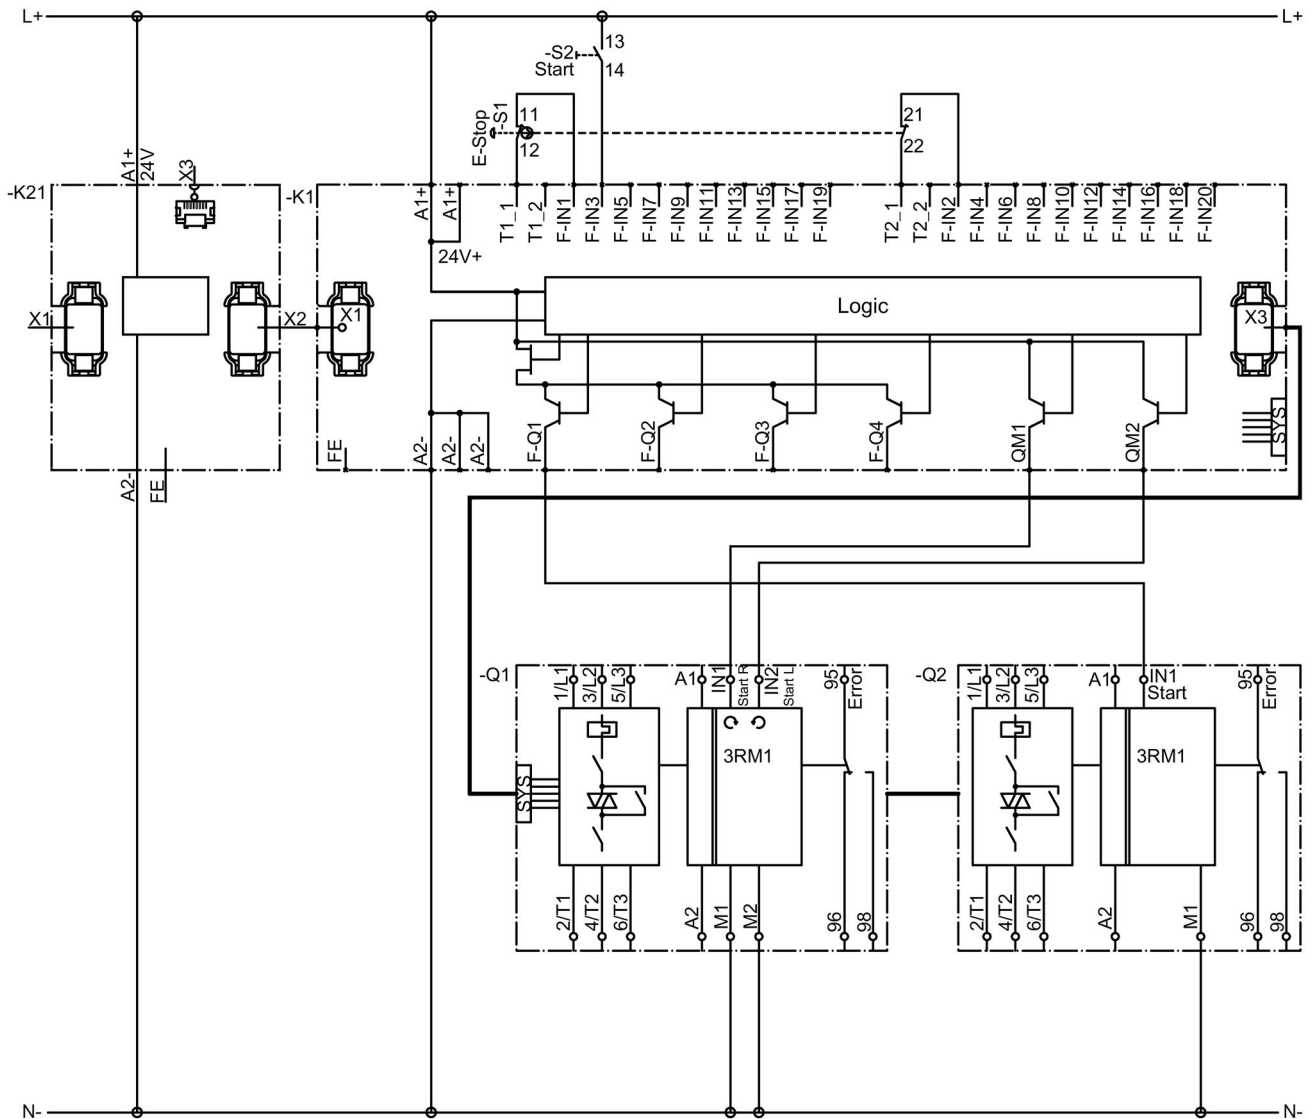 L+
L+
13
-S2
Start
14
E-Stop
-S1
11
12
21
22
A1+
24V
X3
-K21
-K1
A1+
A1+
24V+
T1_1
T1_2
F-IN1
F-IN3
F-IN5
F-IN7
F-IN9
F-IN11
F-IN13
F-IN15
F-IN17
F-IN19
T2_1
T2_2
F-IN2
F-IN4
F-IN6
F-IN8
F-IN10
F-IN12
F-IN14
F-IN16
F-IN18
F-IN20
Logic
X1
X2
X1
X3
SYS
A2-
FE
FE
A2-
A2-
A2-
F-Q1
F-Q2
F-Q3
F-Q4
QM1
QM2
-Q1
1/L1
3/L2
5/L3
A1
IN1
Start R
IN2
Start L
95
Error
-Q2
1/L1
3/L2
5/L3
A1
IN1
Start
95
Error
SYS
3RM1
3RM1
2/T1
4/T2
6/T3
A2
M1
M2
96
98
2/T1
4/T2
6/T3
A2
M1
96
98
N-
N-